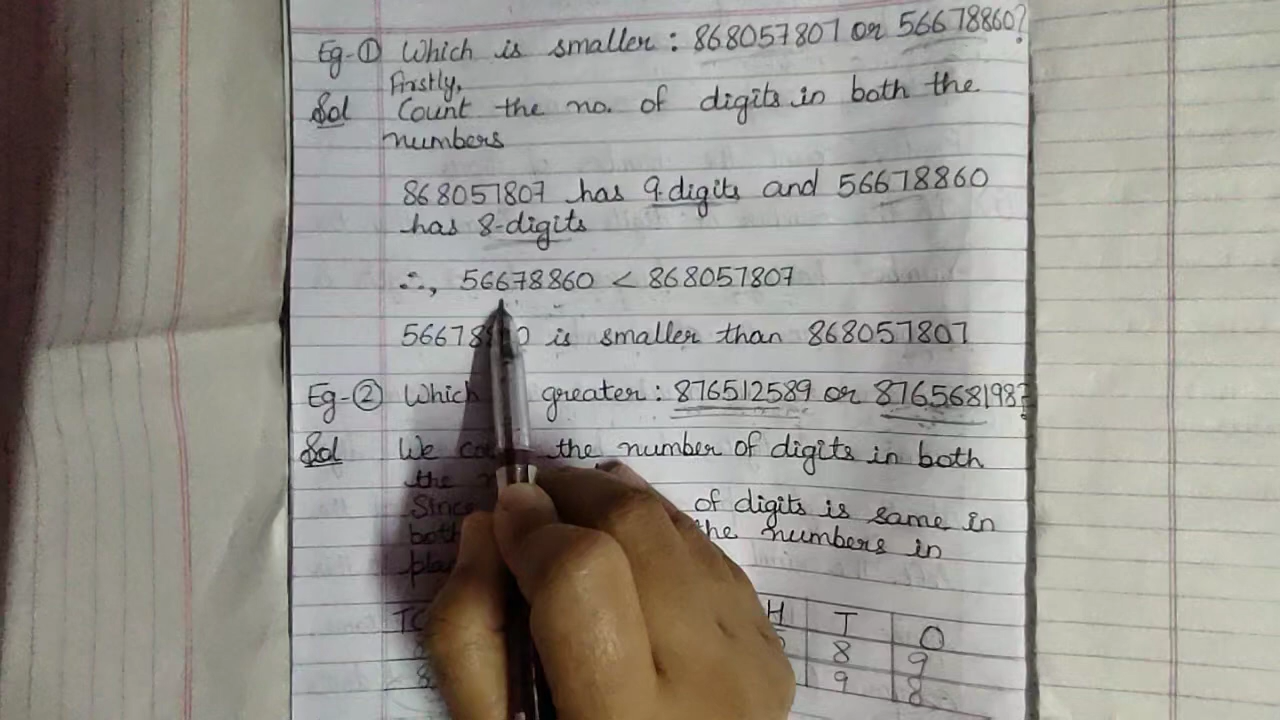 Eg-① Which is smaller: 868057807 or 56678860?
Firstly,
Sol Count the no. of digits in both the
numbers
868057807 has 9-digits and 56678860
has 8-digits
∴, 56678860 < 868057807
is smaller than 868057807
Eg-② Which greater: 876512589 or 876568198?
Sol We the number of digits in both
the
Since of digits is same in
both the numbers in
H T O
8 9
9 8